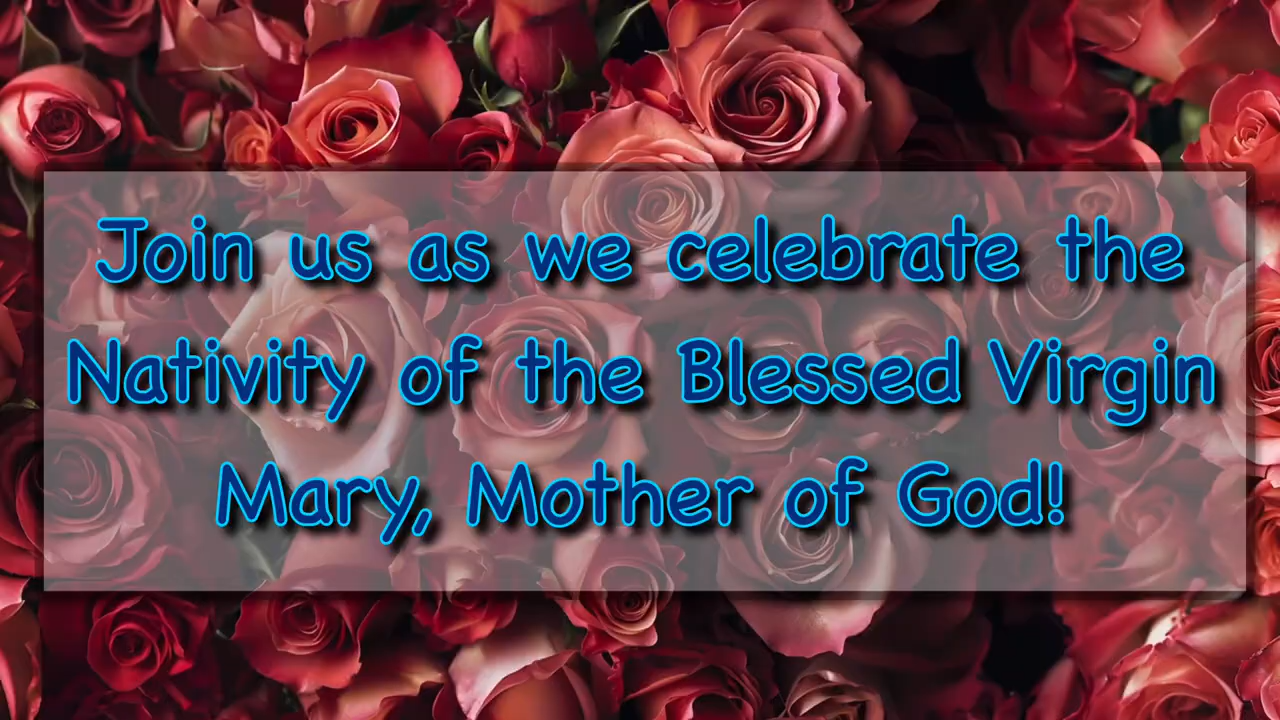 Join us as we celebrate the
Nativity of the Blessed Virgin
Mary, Mother of God!